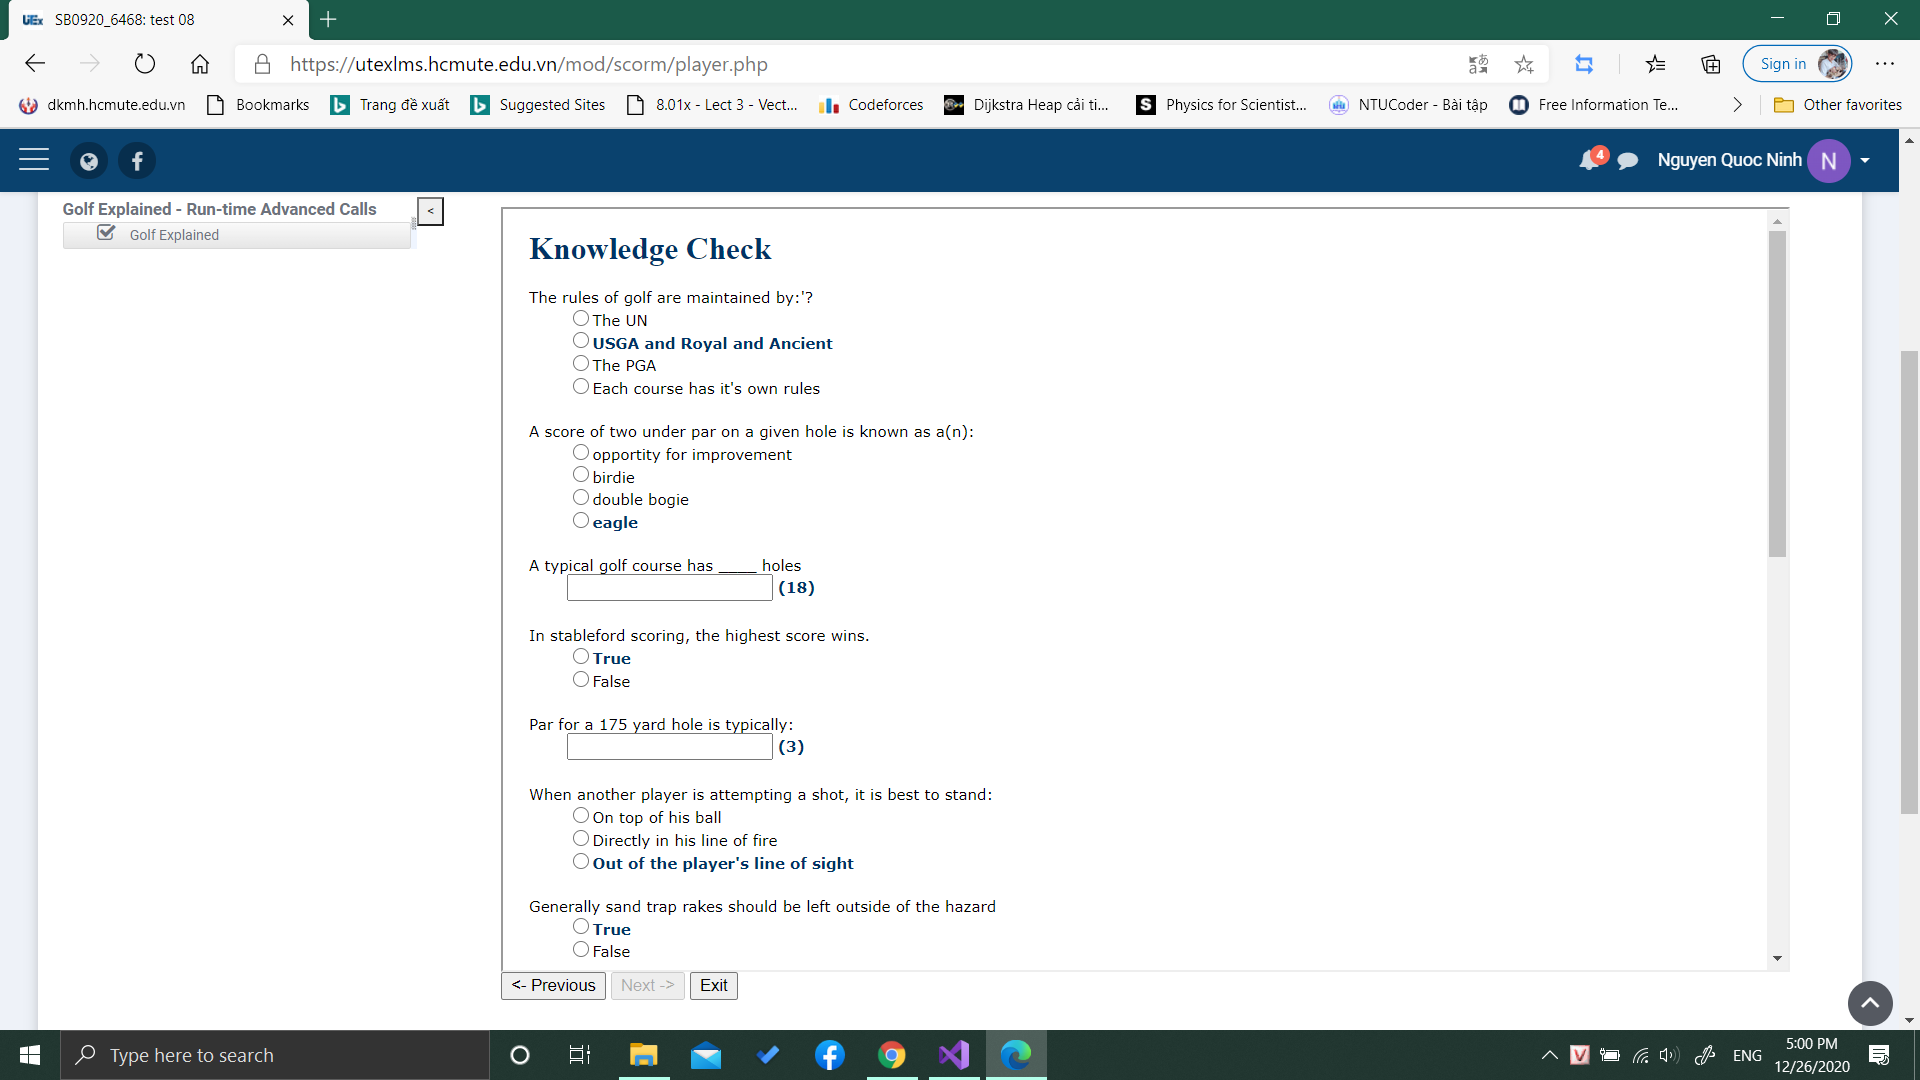 SB0920_6468: test 08
https://utexlms.hcmute.edu.vn/mod/scorm/player.php
Sign in
dkmh.hcmute.edu.vn
Bookmarks
Trang đề xuất
Suggested Sites
8.01x - Lect 3 - Vect...
Codeforces
Dijkstra Heap cải ti...
Physics for Scientist...
NTUCoder - Bài tập
Free Information Te...
Other favorites
4
Nguyen Quoc Ninh
N
Golf Explained - Run-time Advanced Calls
<
Golf Explained
Knowledge Check
The rules of golf are maintained by:'?
The UN
USGA and Royal and Ancient
The PGA
Each course has it's own rules
A score of two under par on a given hole is known as a(n):
opportity for improvement
birdie
double bogie
eagle
A typical golf course has ____ holes
(18)
In stableford scoring, the highest score wins.
True
False
Par for a 175 yard hole is typically:
(3)
When another player is attempting a shot, it is best to stand:
On top of his ball
Directly in his line of fire
Out of the player's line of sight
Generally sand trap rakes should be left outside of the hazard
True
False
<- Previous
Next ->
Exit
Type here to search
ENG
5:00 PM
12/26/2020